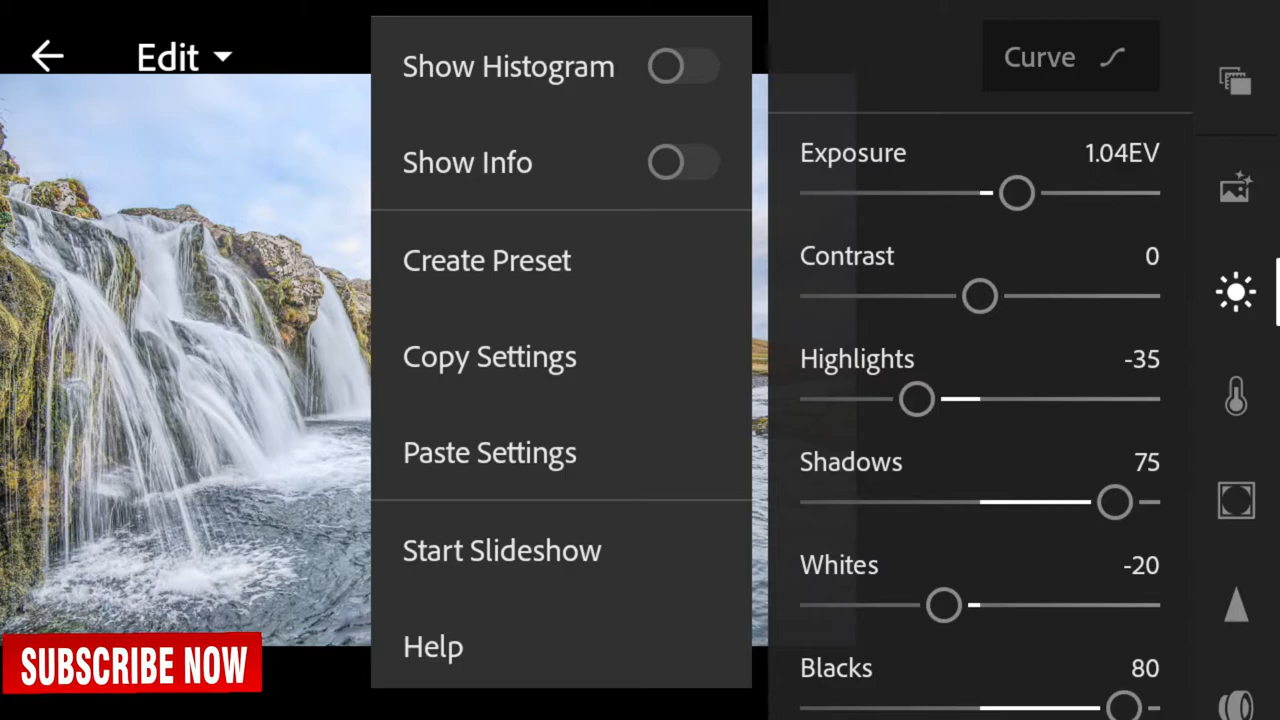 Edit
Show Histogram
Show Info
Create Preset
Copy Settings
Paste Settings
Start Slideshow
Help
Curve
Exposure 1.04EV
Contrast 0
Highlights -35
Shadows 75
Whites -20
Blacks 80
SUBSCRIBE NOW